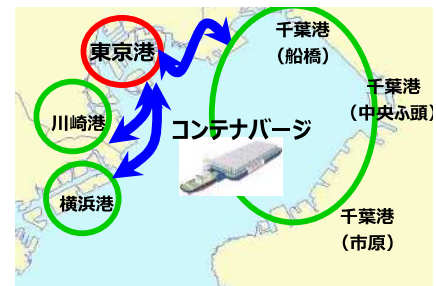 東京港
千葉港
（船橋）
千葉港
（中央ふ頭）
川崎港
コンテナバージ
横浜港
千葉港
（市原）